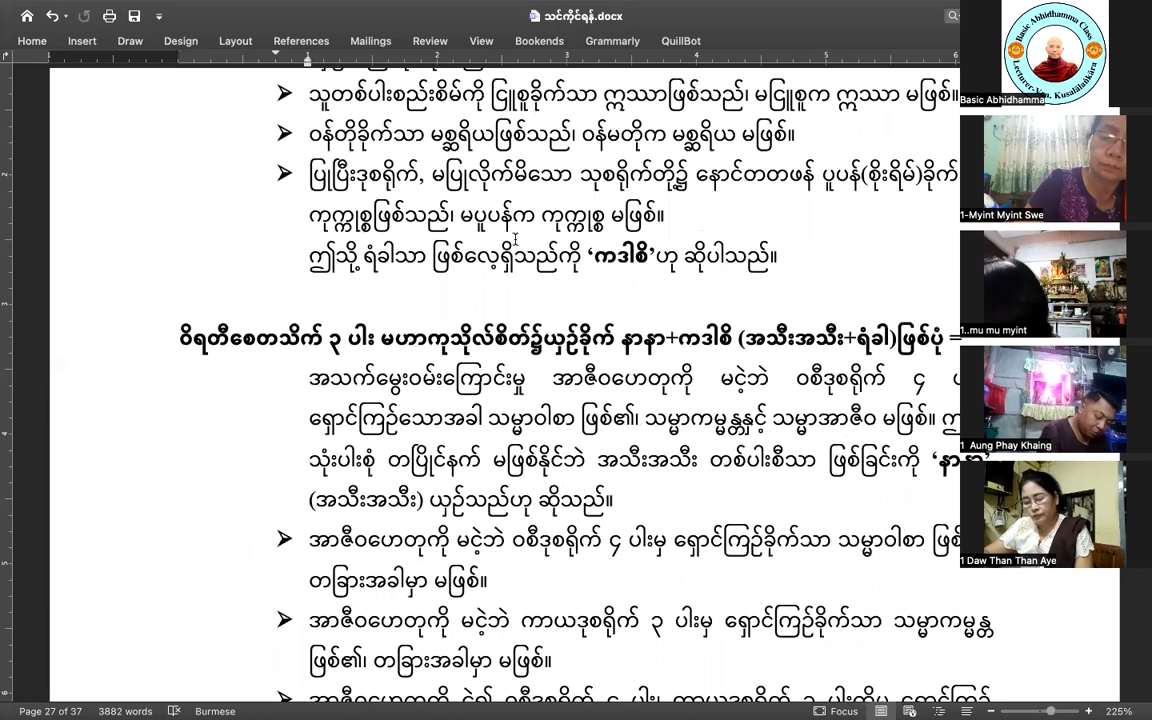 သင်ကိုင်ရန်.docx
Home Insert Draw Design Layout References Mailings Review View Bookends Grammarly QuillBot
သူတစ်ပါးစည်းစိမ်ကို ငြူစူခိုက်သာ ဣဿာဖြစ်သည်၊ မငြူစူက ဣဿာ မဖြစ်။
ဝန်တိုခိုက်သာ မစ္ဆရိယဖြစ်သည်၊ ဝန်မတိုက မစ္ဆရိယ မဖြစ်။
ပြုပြီးဒုစရိုက်, မပြုလိုက်မိသော သုစရိုက်တို့၌ နောင်တတဖန် ပူပန်(စိုးရိမ်)ခိုက်
ကုက္ကုစ္စဖြစ်သည်၊ မပူပန်က ကုက္ကုစ္စ မဖြစ်။
ဤသို့ ရံခါသာ ဖြစ်လေ့ရှိသည်ကို ‘ကဒါစိ’ဟု ဆိုပါသည်။
ဝိရတီစေတသိက် ၃ ပါး မဟာကုသိုလ်စိတ်၌ယှဉ်ခိုက် နာနာ+ကဒါစိ (အသီးအသီး+ရံခါ)ဖြစ်ပုံ =
အသက်မွေးဝမ်းကြောင်းမှု အာဇီဝဟေတုကို မငဲ့ဘဲ ဝစီဒုစရိုက် ၄
ရှောင်ကြဉ်သောအခါ သမ္မာဝါစာ ဖြစ်၏၊ သမ္မာကမ္မန္တနှင့် သမ္မာအာဇီဝ မဖြစ်။
သုံးပါးစုံ တပြိုင်နက် မဖြစ်နိုင်ဘဲ အသီးအသီး တစ်ပါးစီသာ ဖြစ်ခြင်းကို ‘နာနာ’
(အသီးအသီး) ယှဉ်သည်ဟု ဆိုသည်။
အာဇီဝဟေတုကို မငဲ့ဘဲ ဝစီဒုစရိုက် ၄ ပါးမှ ရှောင်ကြဉ်ခိုက်သာ သမ္မာဝါစာ
တခြားအခါမှာ မဖြစ်။
အာဇီဝဟေတုကို မငဲ့ဘဲ ကာယဒုစရိုက် ၃ ပါးမှ ရှောင်ကြဉ်ခိုက်သာ သမ္မာကမ္မန္တ
ဖြစ်၏၊ တခြားအခါမှာ မဖြစ်။
Page 27 of 37 3882 words Burmese Focus 225%
Basic Abhidhamma Class
Lecturer-Ven. Kusalālaṅkāra
Basic Abhidhamma
1-Myint Myint Swe
1..mu mu myint
1 Aung Phay Khaing
1 Daw Than Than Aye